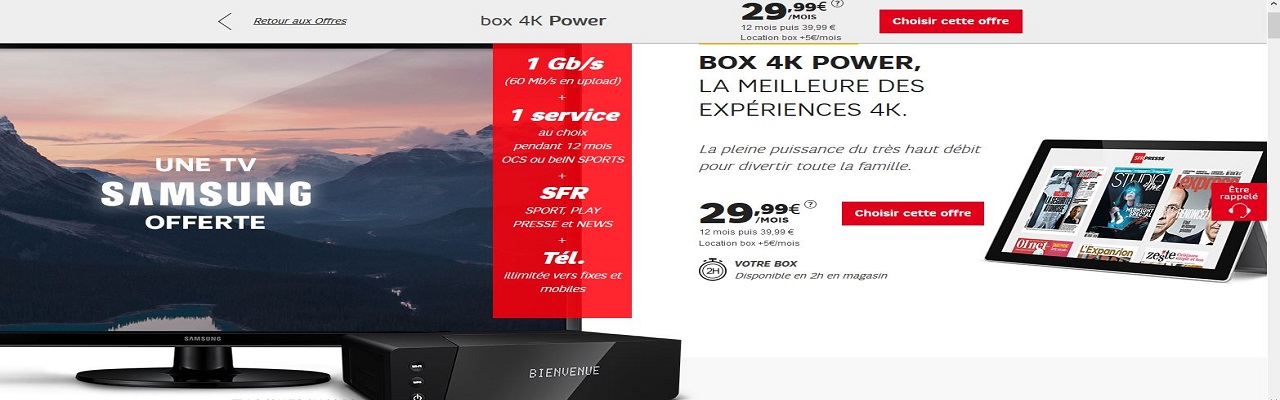 Retour aux Offres
box 4K Power
29,99€ ?
/MOIS
12 mois puis 39,99 €
Location box +5€/mois
Choisir cette offre
UNE TV
SAMSUNG
OFFERTE
1 Gb/s
(60 Mb/s en upload)
+
1 service
au choix
pendant 12 mois
OCS ou beIN SPORTS
+
SFR
SPORT, PLAY
PRESSE et NEWS
+
Tél.
illimitée vers fixes et
mobiles
SAMSUNG
BIENVENUE
BOX 4K POWER,
LA MEILLEURE DES
EXPÉRIENCES 4K.
La pleine puissance du très haut débit
pour divertir toute la famille.
29,99€ ?
/MOIS
12 mois puis 39,99 €
Location box +5€/mois
Choisir cette offre
2H
VOTRE BOX
Disponible en 2h en magasin
SFR PRESSE
STUDIO
l'express
01net
L'Expansion
zeste
Être
rappelé